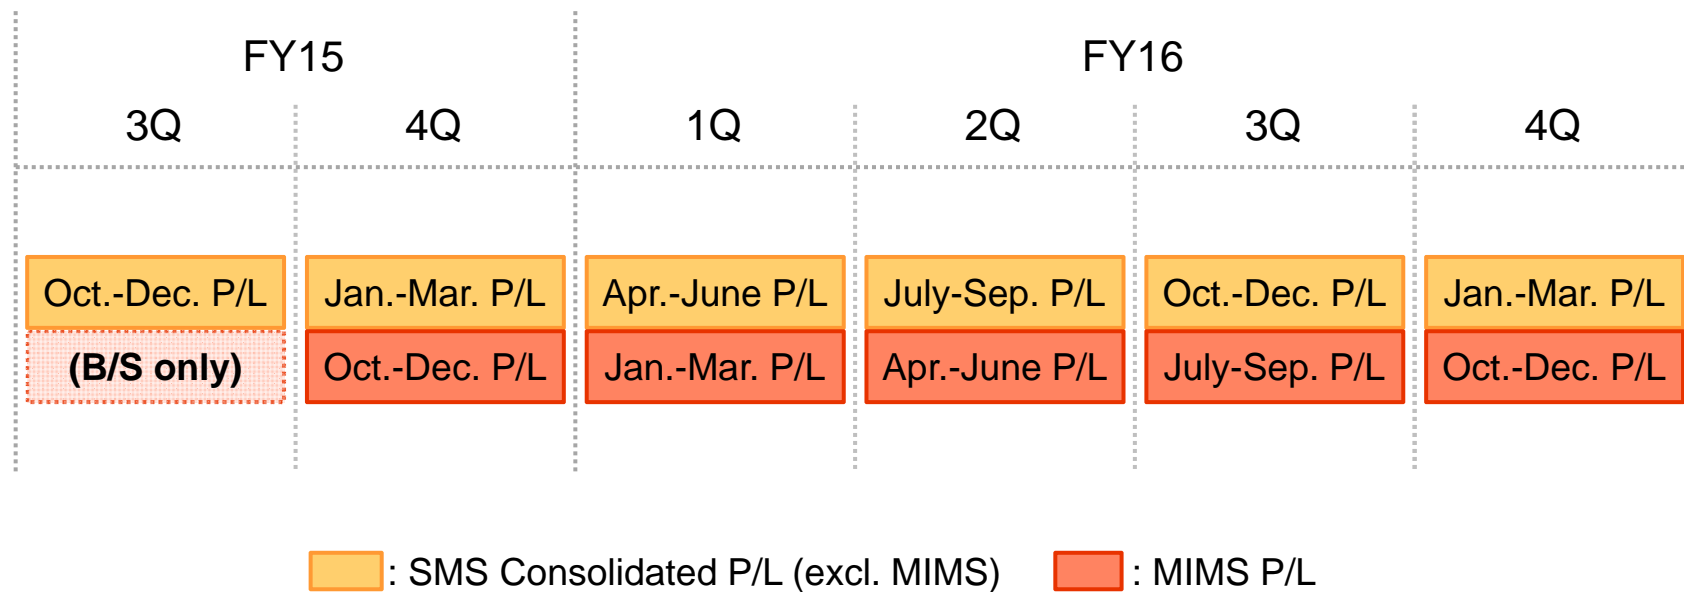 FY15 FY16
3Q 4Q 1Q 2Q 3Q 4Q
Oct.-Dec. P/L Jan.-Mar. P/L Apr.-June P/L July-Sep. P/L Oct.-Dec. P/L Jan.-Mar. P/L
(B/S only) Oct.-Dec. P/L Jan.-Mar. P/L Apr.-June P/L July-Sep. P/L Oct.-Dec. P/L
: SMS Consolidated P/L (excl. MIMS) : MIMS P/L